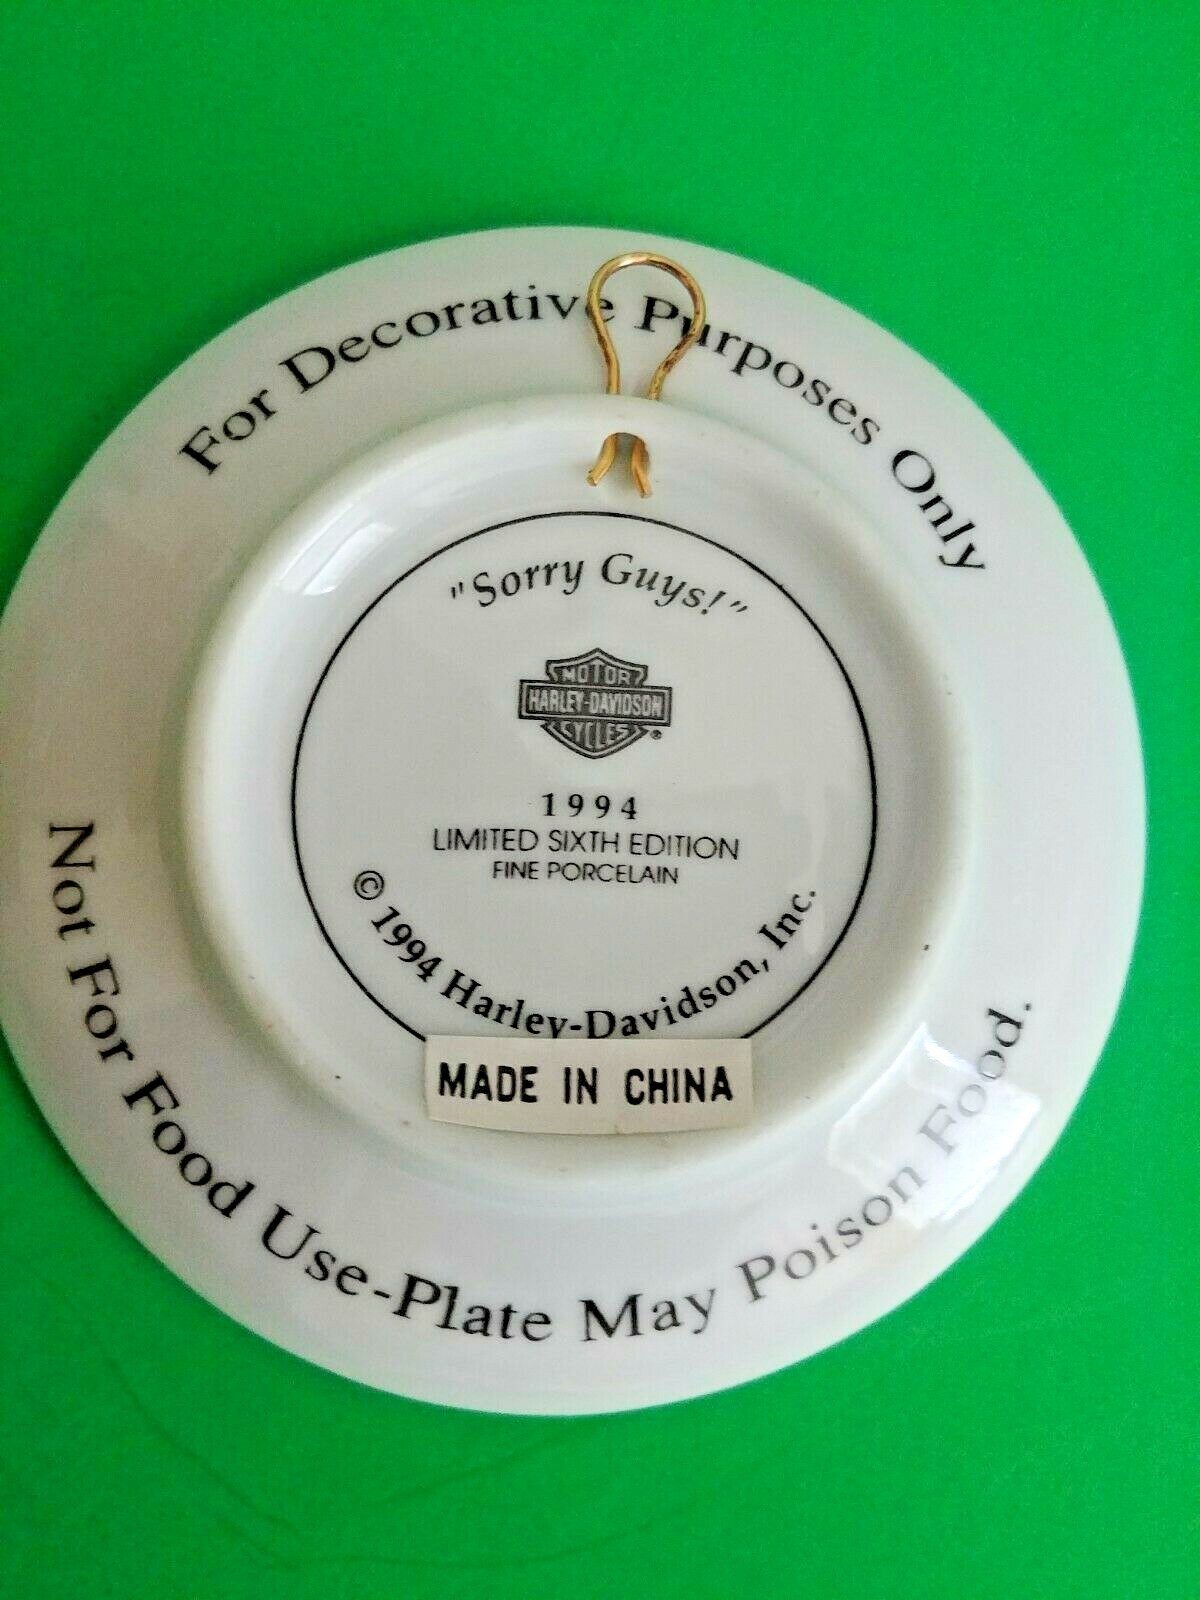 For Decorative Purposes Only
"Sorry Guys!"
MOTOR
HARLEY-DAVIDSON
CYCLES ®
1994
LIMITED SIXTH EDITION
FINE PORCELAIN
© 1994 Harley-Davidson, Inc.
MADE IN CHINA
Not For Food Use-Plate May Poison Food.